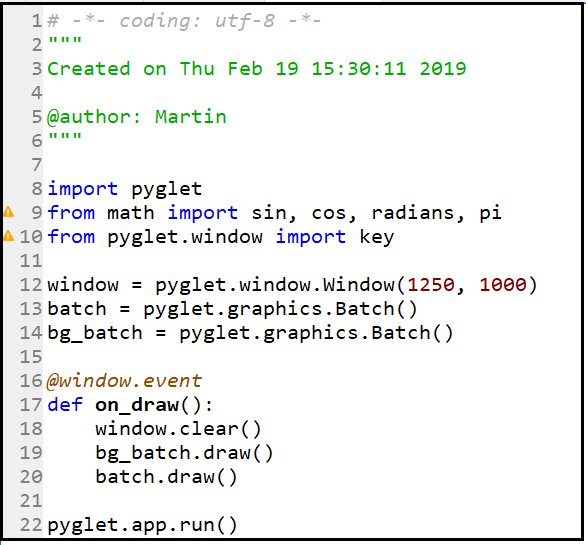 1 # -*- coding: utf-8 -*-
2 """
3 Created on Thu Feb 19 15:30:11 2019
4
5 @author: Martin
6 """
7
8 import pyglet
9 from math import sin, cos, radians, pi
10 from pyglet.window import key
11
12 window = pyglet.window.Window(1250, 1000)
13 batch = pyglet.graphics.Batch()
14 bg_batch = pyglet.graphics.Batch()
15
16 @window.event
17 def on_draw():
18     window.clear()
19     bg_batch.draw()
20     batch.draw()
21
22 pyglet.app.run()